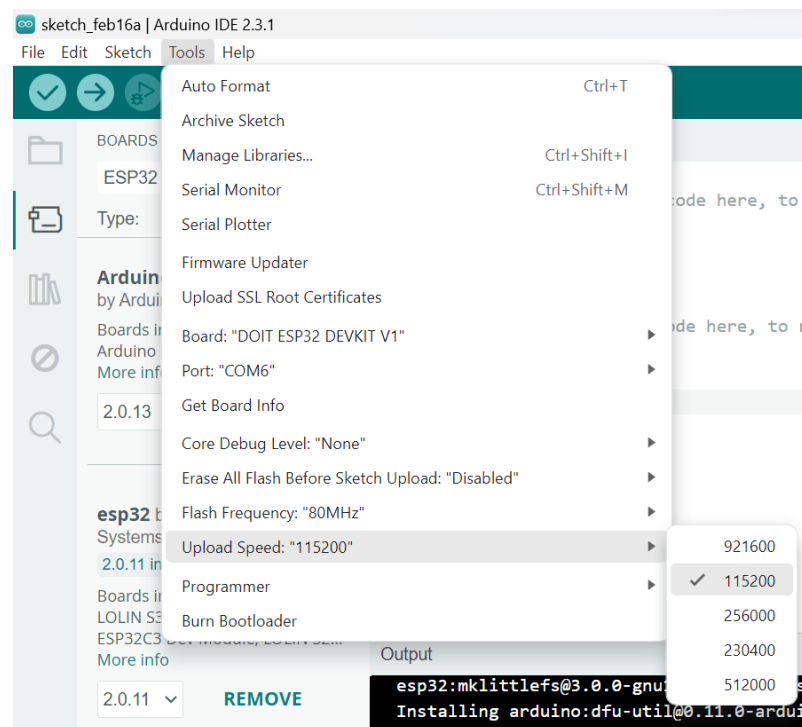 sketch_feb16a | Arduino IDE 2.3.1
File Edit Sketch Tools Help
BOARDS
ESP32
Type:
Arduin
by Ardui
Boards i
Arduino
More inf
2.0.13
esp32
Systems
2.0.11 in
Boards i
LOLIN S3
ESP32C3
More info
2.0.11
REMOVE
Auto Format Ctrl+T
Archive Sketch
Manage Libraries... Ctrl+Shift+I
Serial Monitor Ctrl+Shift+M
Serial Plotter
Firmware Updater
Upload SSL Root Certificates
Board: "DOIT ESP32 DEVKIT V1"
Port: "COM6"
Get Board Info
Core Debug Level: "None"
Erase All Flash Before Sketch Upload: "Disabled"
Flash Frequency: "80MHz"
Upload Speed: "115200"
Programmer
Burn Bootloader
921600
115200
256000
230400
512000
code here, to
ode here, to
Output
esp32:mklittlefs@3.0.0-gnu
Installing arduino:dfu-util@0.11.0-ardui